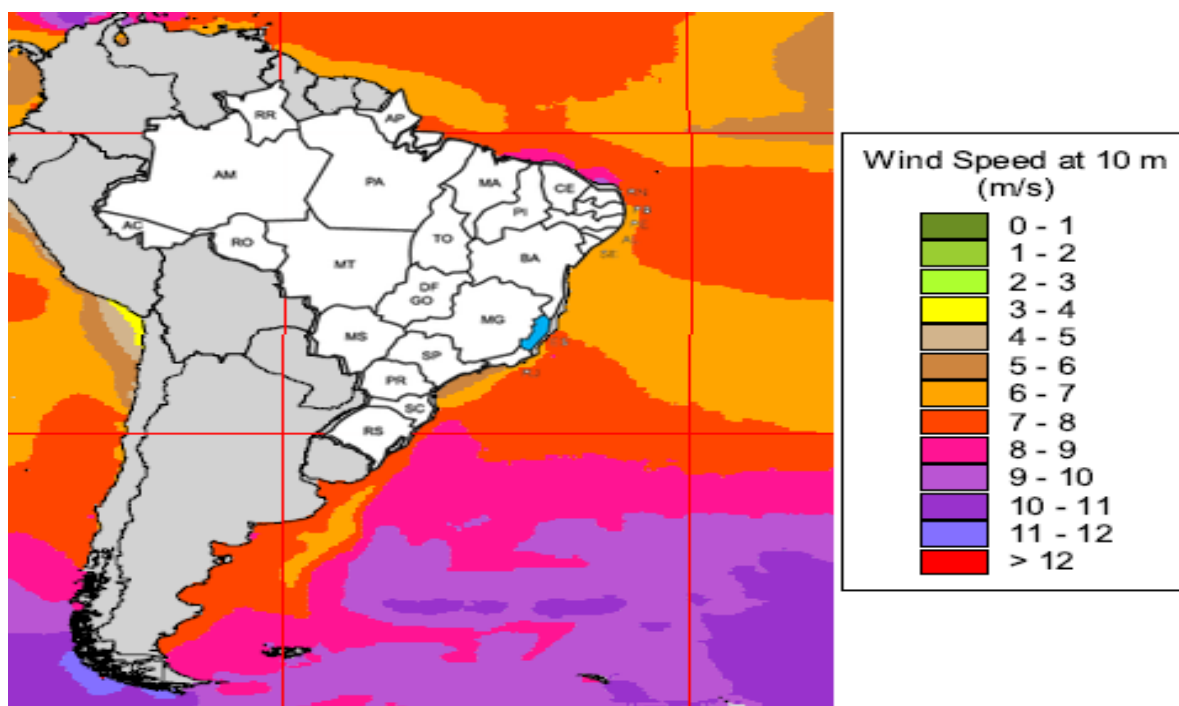 RR
AP
AM
PA
MA
CE
PI
AC
RO
TO
MT
BA
DF
GO
MG
MS
SP
PR
SC
RS
SE
Wind Speed at 10 m
(m/s)
0 - 1
1 - 2
2 - 3
3 - 4
4 - 5
5 - 6
6 - 7
7 - 8
8 - 9
9 - 10
10 - 11
11 - 12
> 12